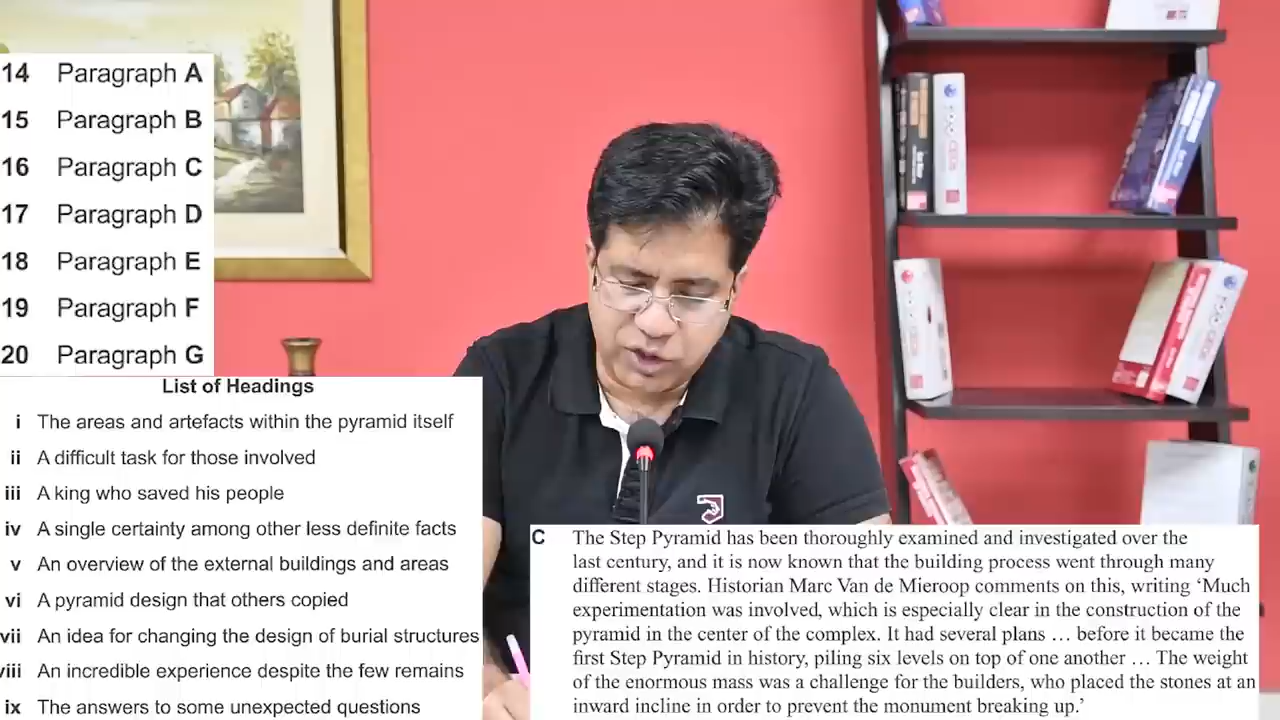 14 Paragraph A
15 Paragraph B
16 Paragraph C
17 Paragraph D
18 Paragraph E
19 Paragraph F
20 Paragraph G
List of Headings
i The areas and artefacts within the pyramid itself
ii A difficult task for those involved
iii A king who saved his people
iv A single certainty among other less definite facts
v An overview of the external buildings and areas
vi A pyramid design that others copied
vii An idea for changing the design of burial structures
viii An incredible experience despite the few remains
ix The answers to some unexpected questions
C The Step Pyramid has been thoroughly examined and investigated over the
last century, and it is now known that the building process went through many
different stages. Historian Marc Van de Mieroop comments on this, writing ‘Much
experimentation was involved, which is especially clear in the construction of the
pyramid in the center of the complex. It had several plans … before it became the
first Step Pyramid in history, piling six levels on top of one another … The weight
of the enormous mass was a challenge for the builders, who placed the stones at an
inward incline in order to prevent the monument breaking up.’